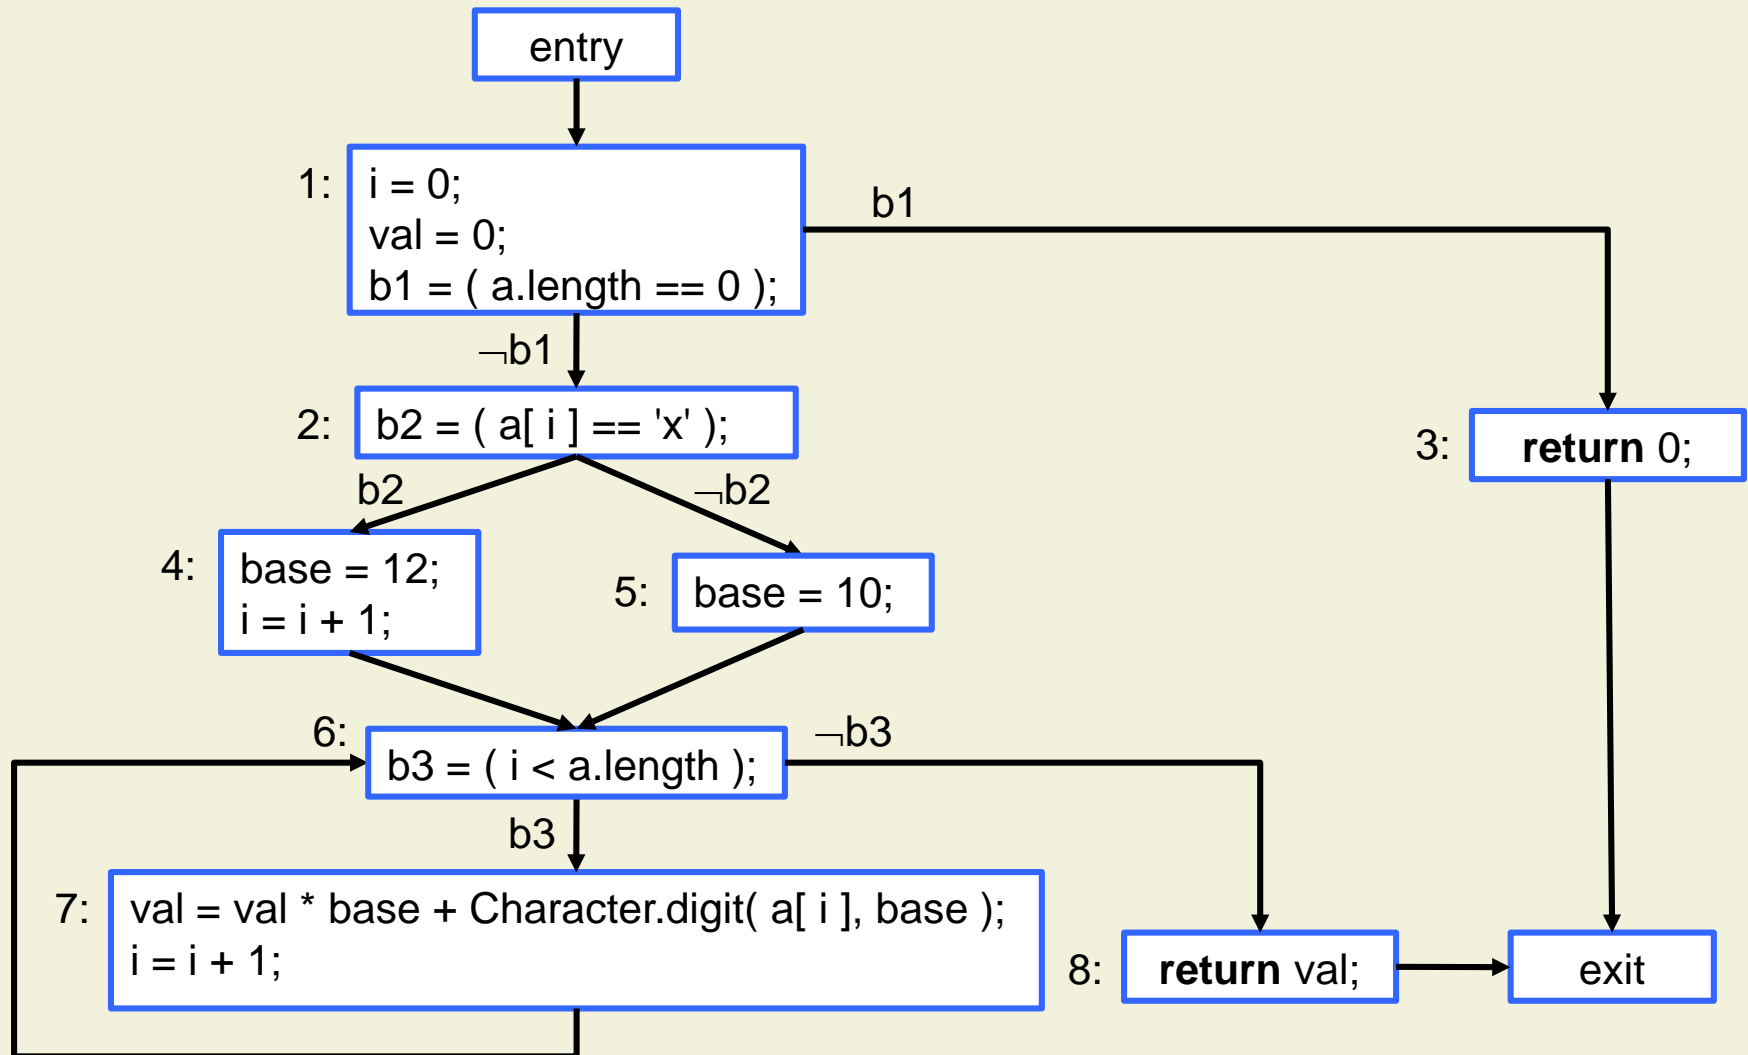 entry
1:
i = 0;
val = 0;
b1 = ( a.length == 0 );
b1
¬b1
2:
b2 = ( a[ i ] == 'x' );
3:
return 0;
b2
¬b2
4:
base = 12;
i = i + 1;
5:
base = 10;
6:
b3 = ( i < a.length );
¬b3
b3
7:
val = val * base + Character.digit( a[ i ], base );
i = i + 1;
8:
return val;
exit